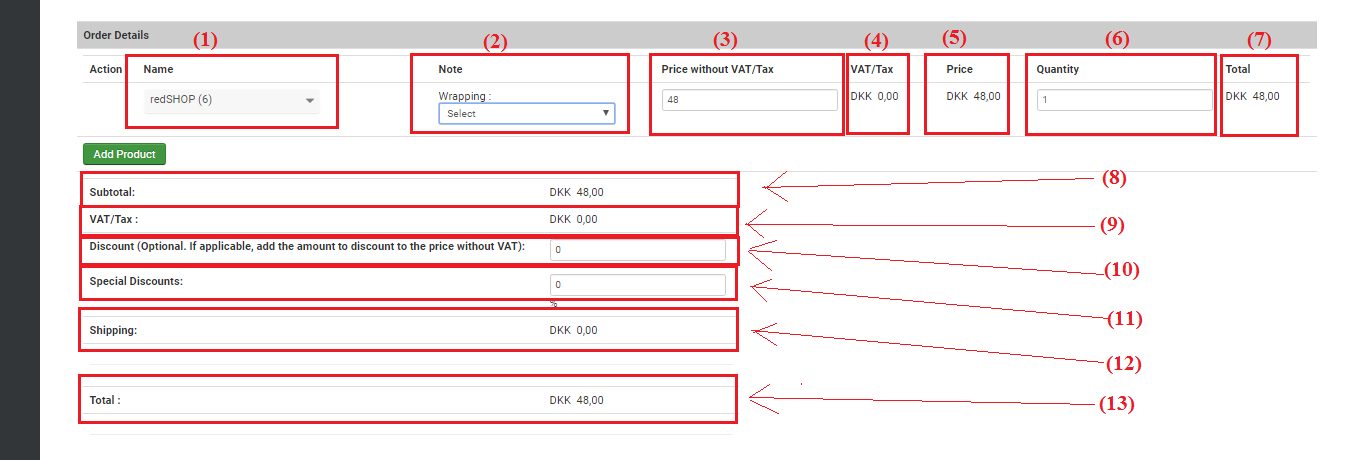 Order Details
(1) (2) (3) (4) (5) (6) (7)
Action Name Note Price without VAT/Tax VAT/Tax Price Quantity Total
redSHOP (6) Wrapping : 48 DKK 0,00 DKK 48,00 1 DKK 48,00
Select
Add Product
Subtotal: DKK 48,00 (8)
VAT/Tax : DKK 0,00 (9)
Discount (Optional. If applicable, add the amount to discount to the price without VAT): 0 (10)
Special Discounts: 0 (11)
%
Shipping: DKK 0,00 (12)
Total : DKK 48,00 (13)